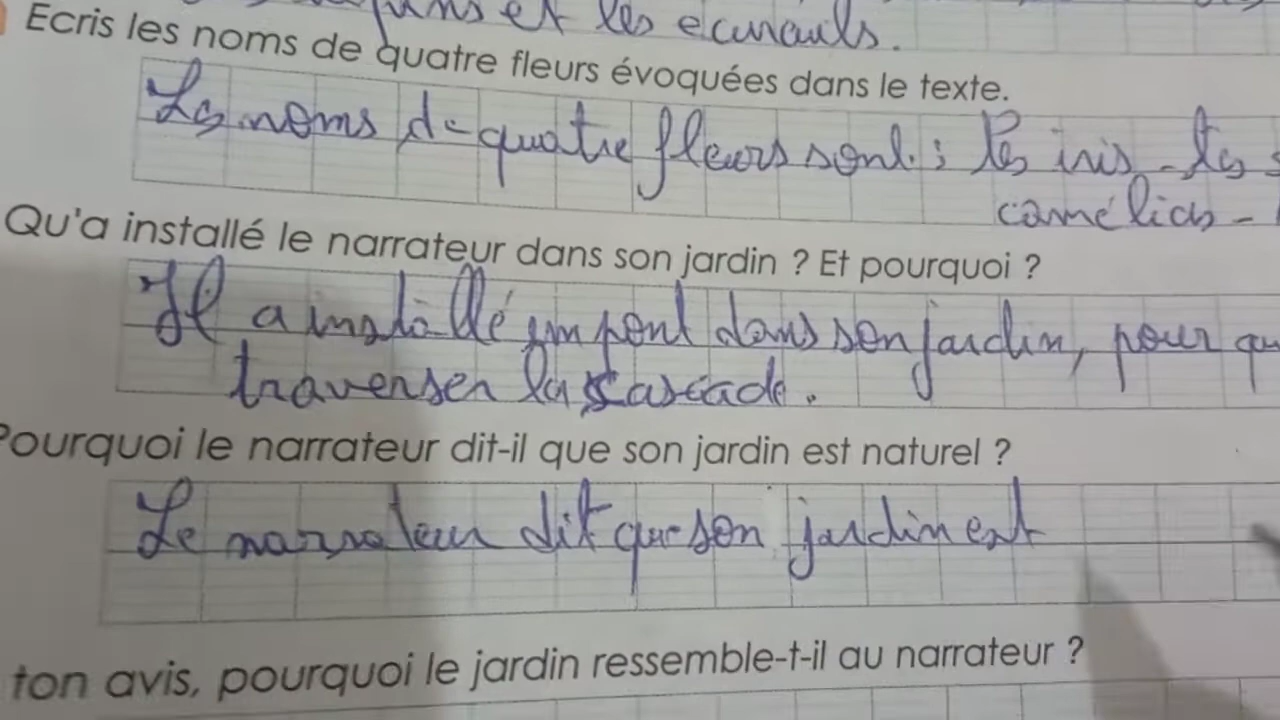 et les écureuils.
Ecris les noms de quatre fleurs évoquées dans le texte.
Les noms de quatre fleurs sont : les iris - les
camélias -
Qu'a installé le narrateur dans son jardin ? Et pourquoi ?
Il a installé un pont dans son jardin, pour
traverser la cascade.
Pourquoi le narrateur dit-il que son jardin est naturel ?
Le narrateur dit que son jardin est
ton avis, pourquoi le jardin ressemble-t-il au narrateur ?